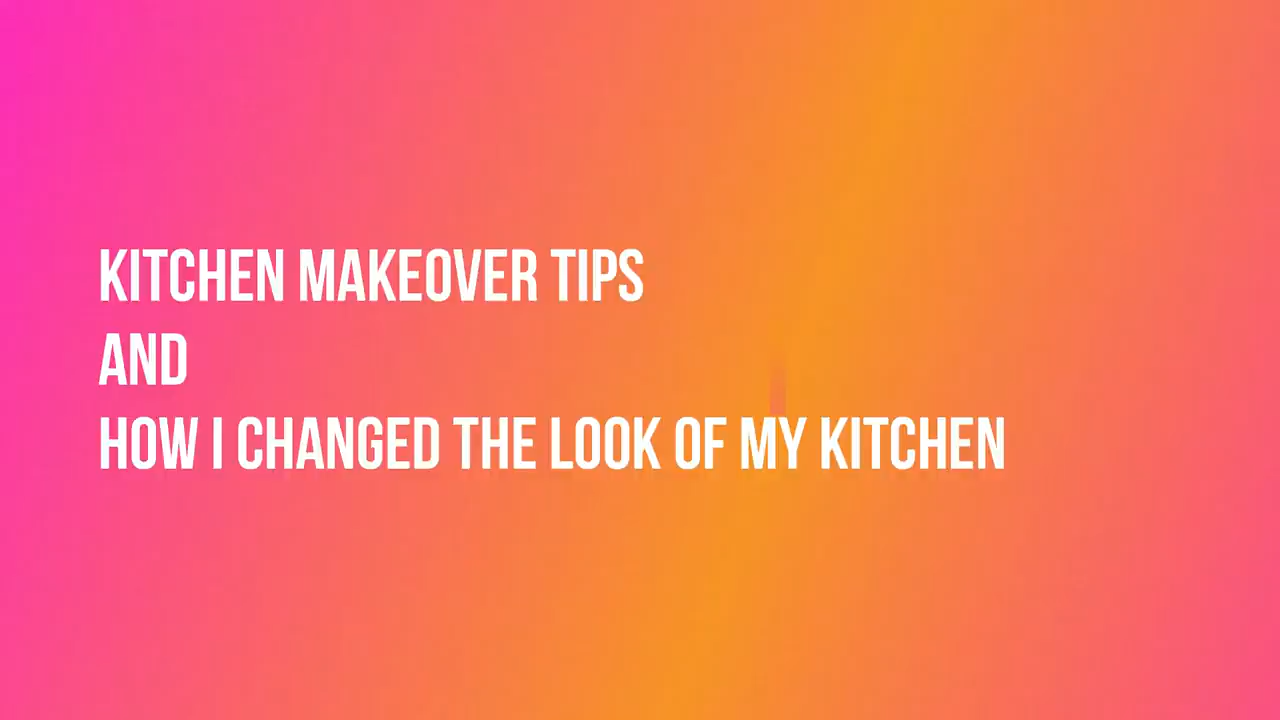 KITCHEN MAKEOVER TIPS
AND
HOW I CHANGED THE LOOK OF MY KITCHEN